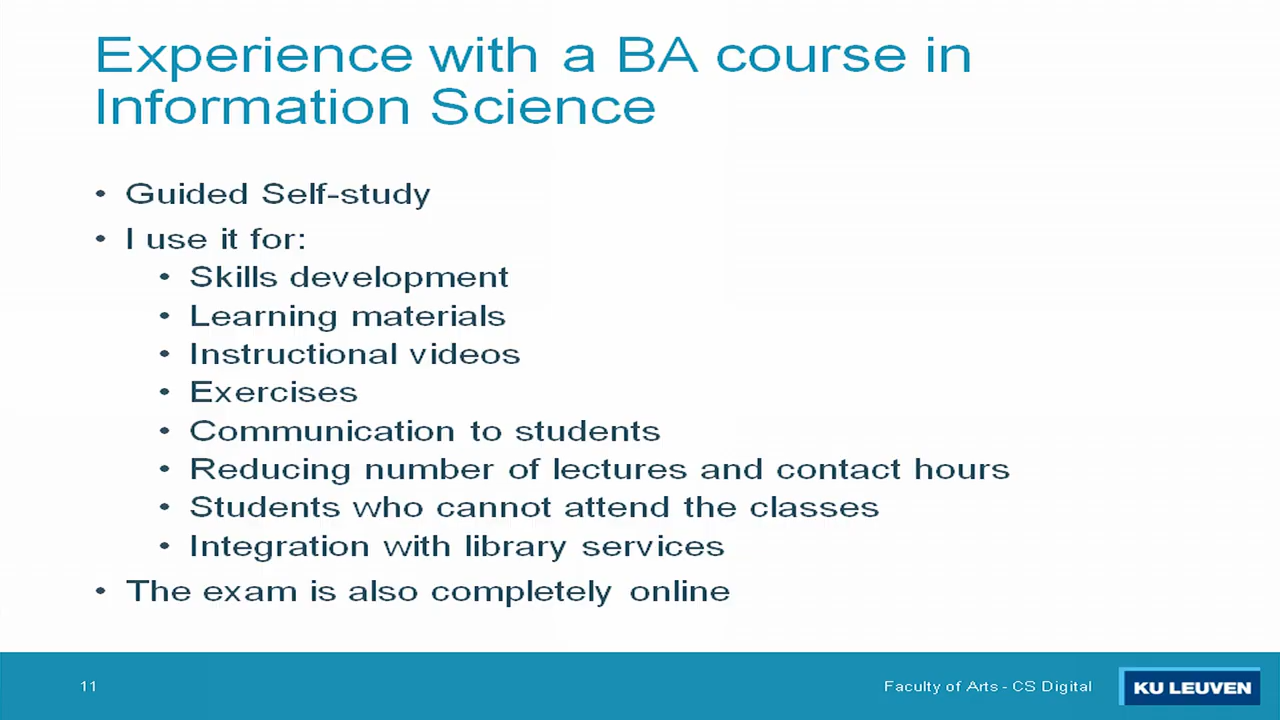 Experience with a BA course in
Information Science
• Guided Self-study
• I use it for:
• Skills development
• Learning materials
• Instructional videos
• Exercises
• Communication to students
• Reducing number of lectures and contact hours
• Students who cannot attend the classes
• Integration with library services
• The exam is also completely online
11
Faculty of Arts - CS Digital
KU LEUVEN